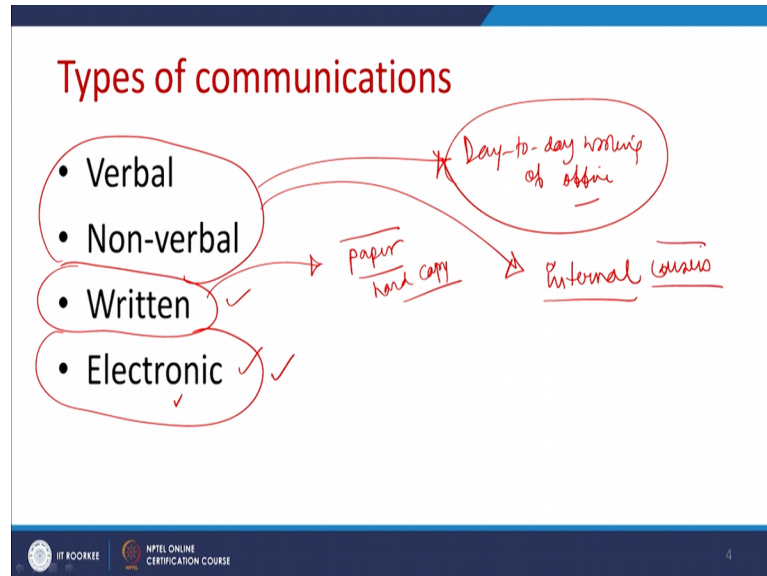 Types of communications
• Verbal
• Non-verbal
• Written
• Electronic
Day-to-day working
of office
paper
hard copy
Internal
IIT ROORKEE
NPTEL ONLINE
CERTIFICATION COURSE
NPTEL
4